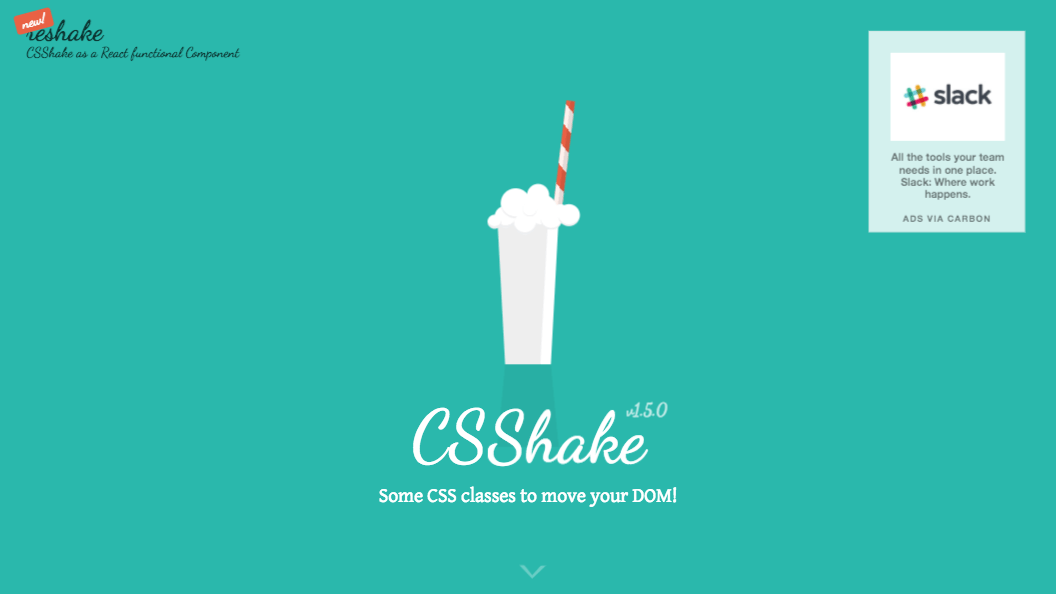 new!
reshake
CSShake as a React functional Component
slack
All the tools your team
needs in one place.
Slack: Where work
happens.
ADS VIA CARBON
v1.5.0
CSShake
Some CSS classes to move your DOM!